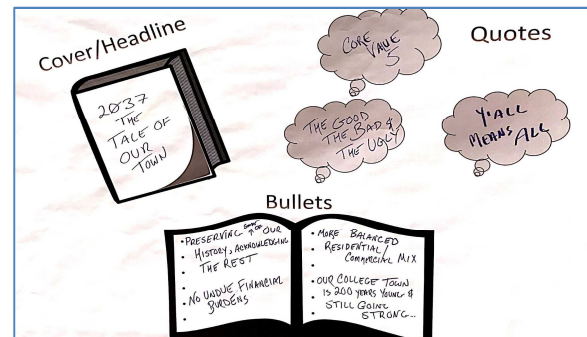 Cover/Headline
2037
THE
TALE OF
OUR
TOWN
Quotes
CORE
VALUE
S
THE GOOD
THE BAD &
THE UGLY
Y'ALL
MEANS ALL
Bullets
• PRESERVING SOME OF OUR
• HISTORY, ACKNOWLEDGING
• THE REST
• NO UNDUE FINANCIAL
• BURDENS
• MORE BALANCED
• RESIDENTIAL/
• COMMERCIAL MIX
• OUR COLLEGE TOWN
• IS 200 YEARS YOUNG &
• STILL GOING
STRONG...